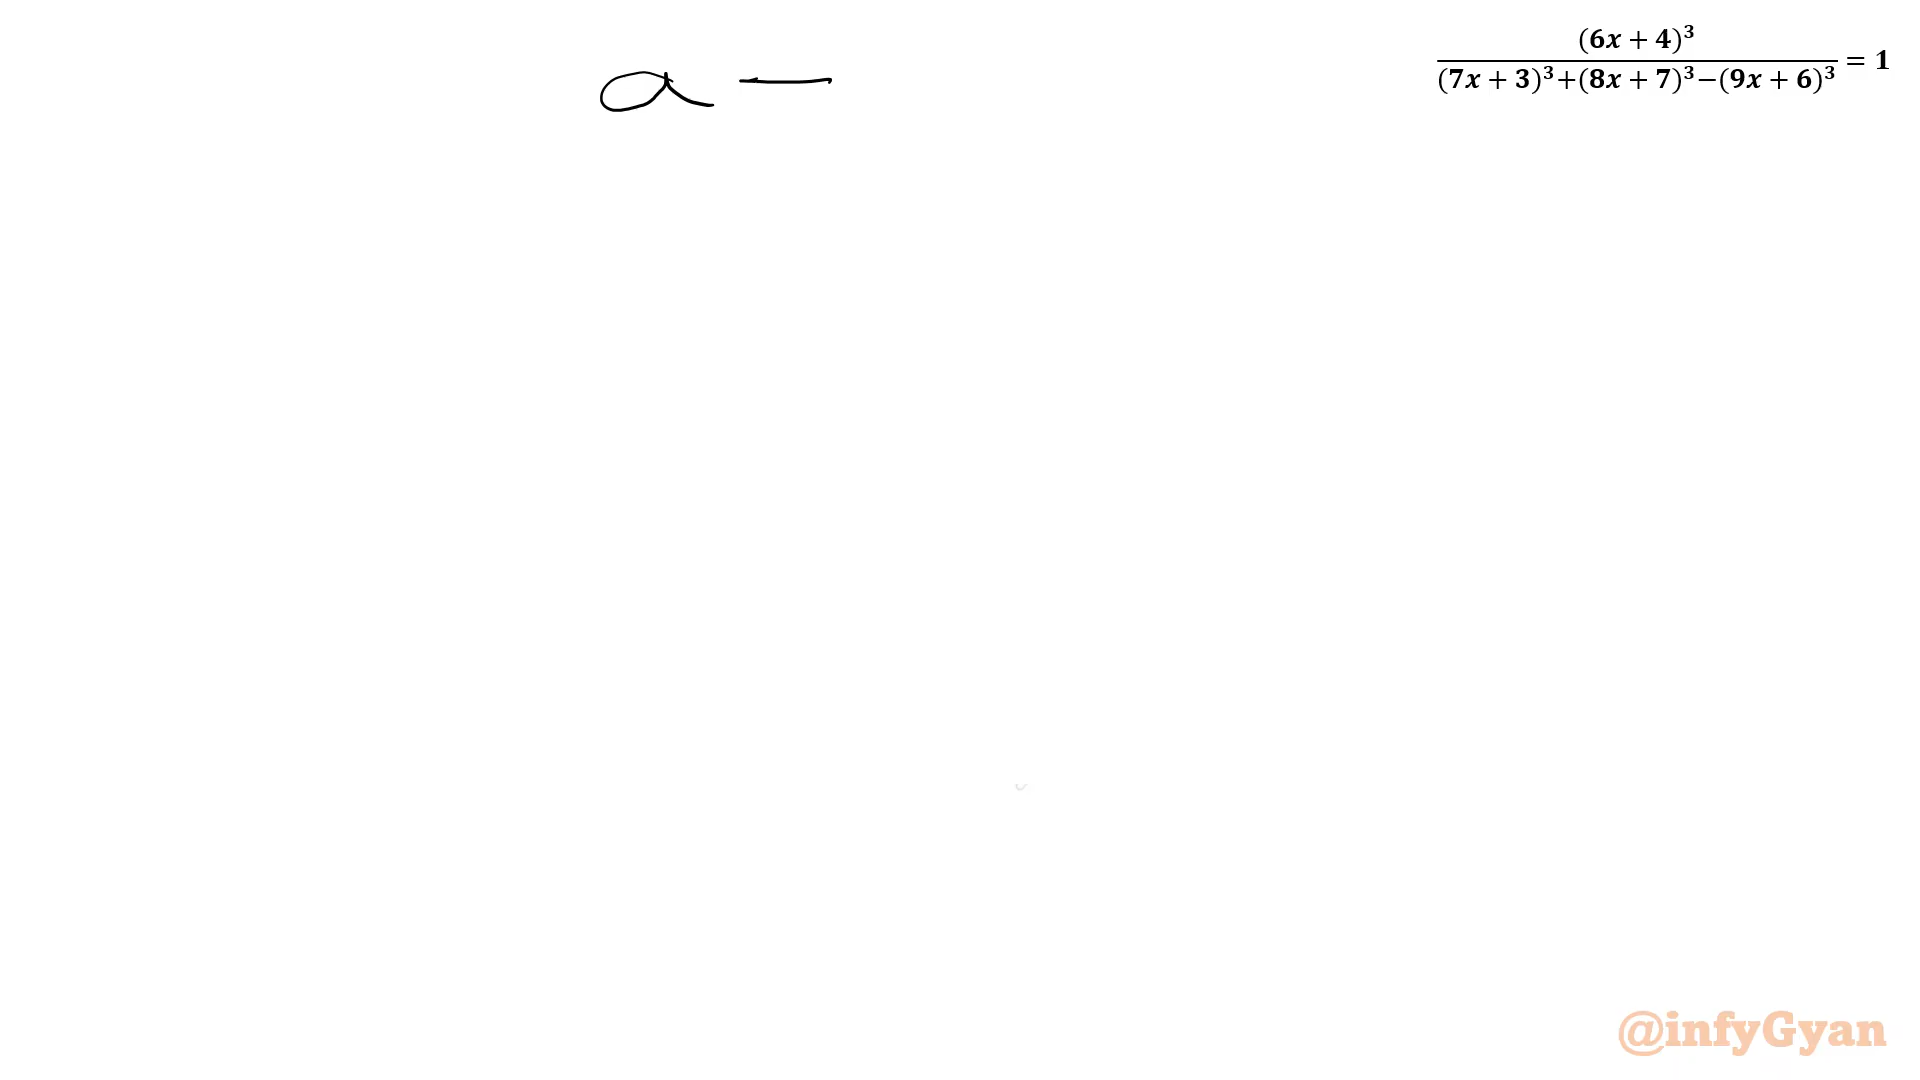 a −
(6x + 4)³
(7x + 3)³+(8x + 7)³−(9x + 6)³ = 1
@infyGyan